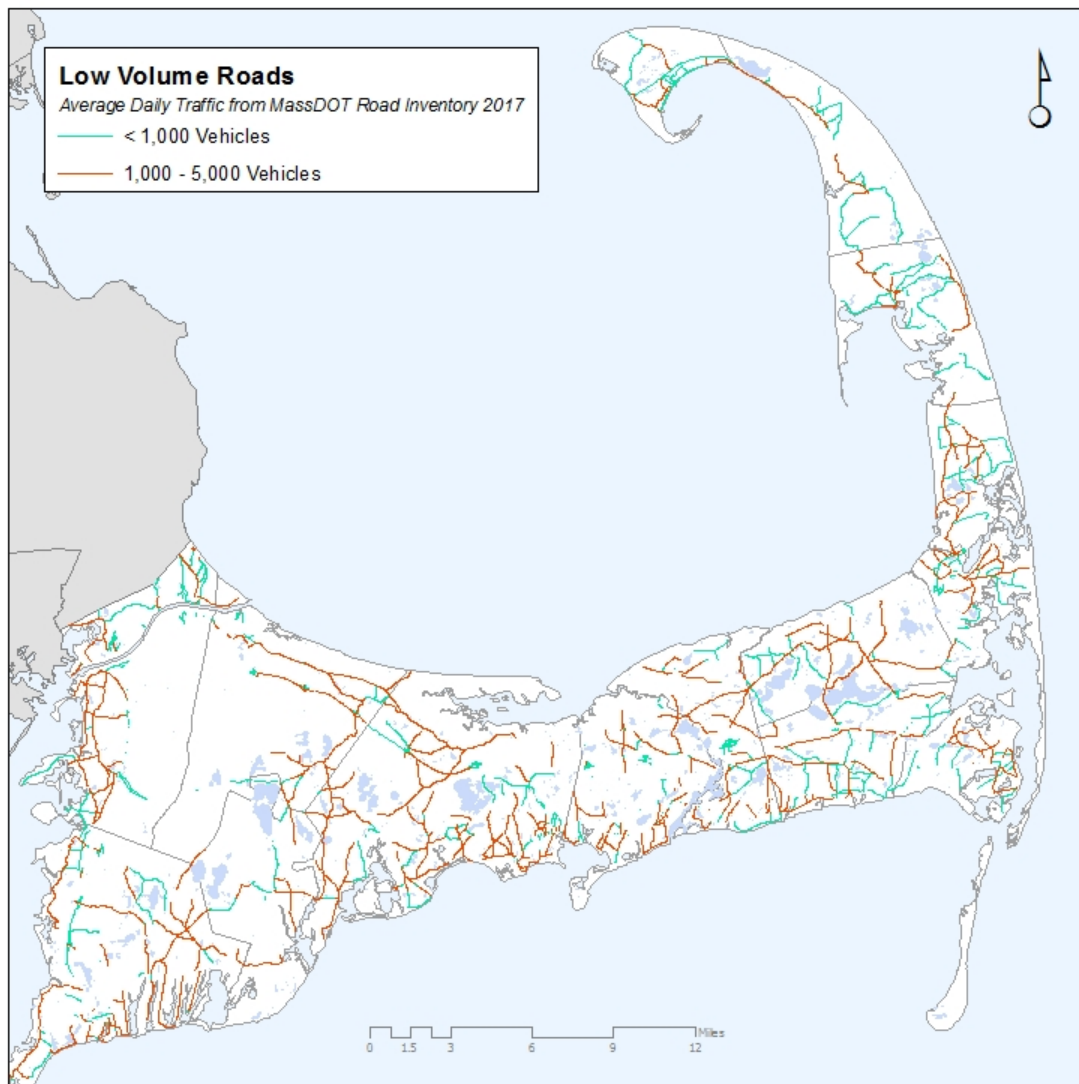 Low Volume Roads
Average Daily Traffic from MassDOT Road Inventory 2017
< 1,000 Vehicles
1,000 - 5,000 Vehicles
Miles
0 1.5 3 6 9 12